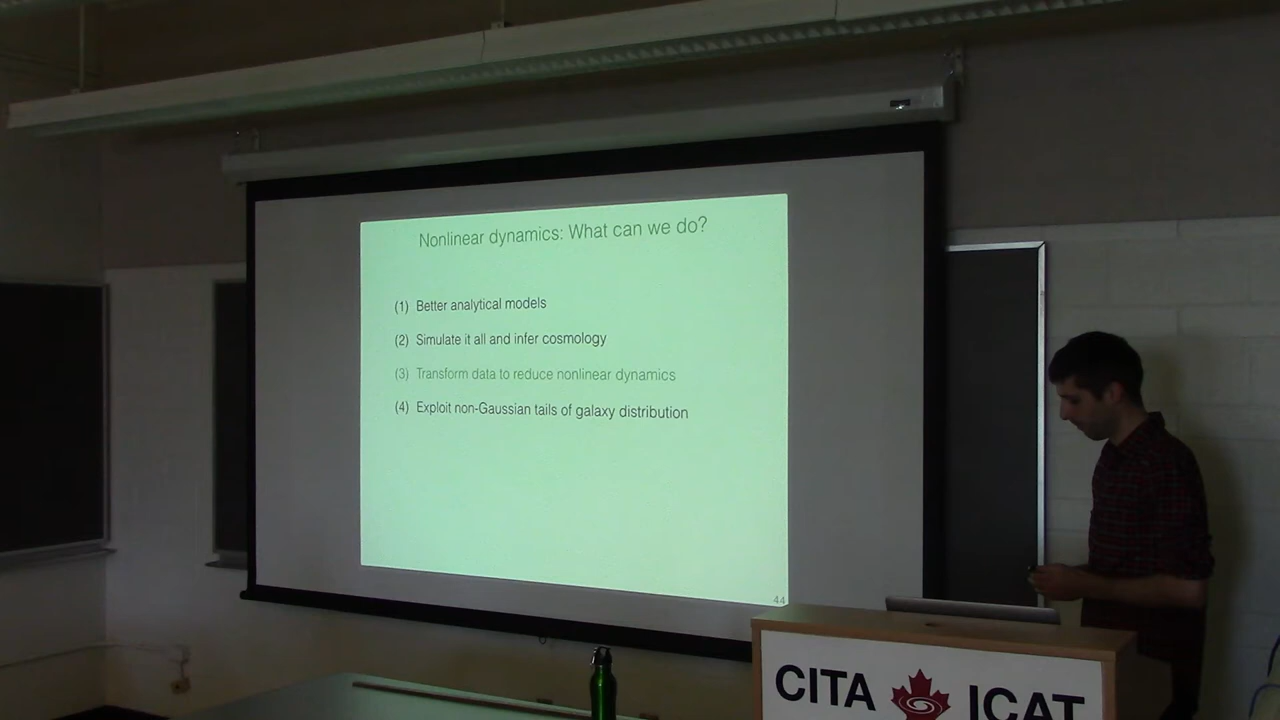 Nonlinear dynamics: What can we do?
(1) Better analytical models
(2) Simulate it all and infer cosmology
(3) Transform data to reduce nonlinear dynamics
(4) Exploit non-Gaussian tails of galaxy distribution
44
CITA ICAT